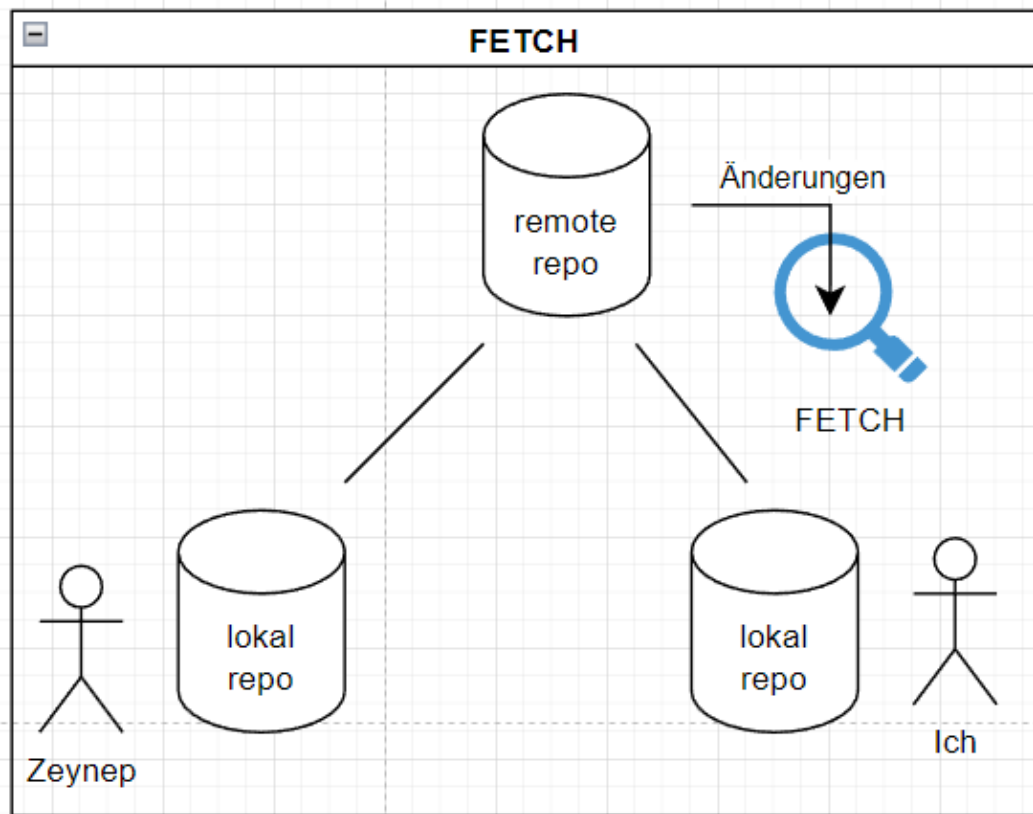 FETCH
remote
repo
Änderungen
FETCH
lokal
repo
lokal
repo
Zeynep
Ich